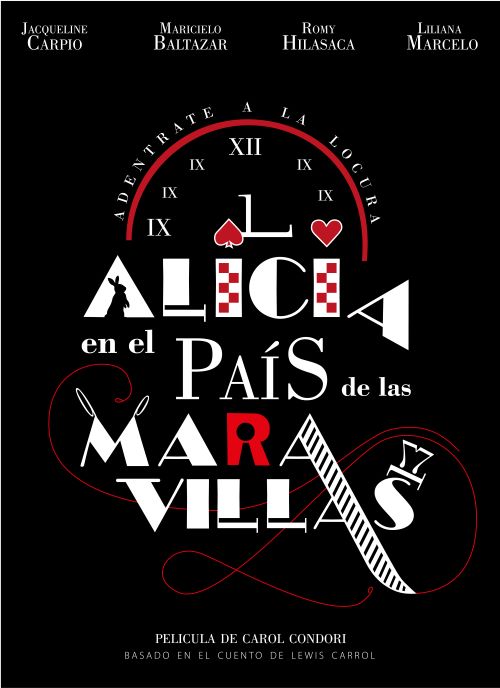 JACQUELINE CARPIO
MARICIELO BALTAZAR
ROMY HILASACA
LILIANA MARCELO
ADENTRATE A LA LOCURA
XII
IX
IX
IX
IX
IX
L
ALICIA
en el
PAÍS
de las
MARA
VILLAS
17
PELICULA DE CAROL CONDORI
BASADO EN EL CUENTO DE LEWIS CARROL